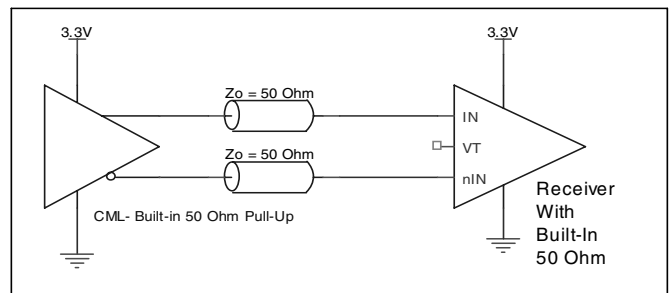 3.3V
3.3V
Zo = 50 Ohm
IN
VT
Zo = 50 Ohm
nIN
CML- Built-in 50 Ohm Pull-Up
Receiver
With
Built-In
50 Ohm